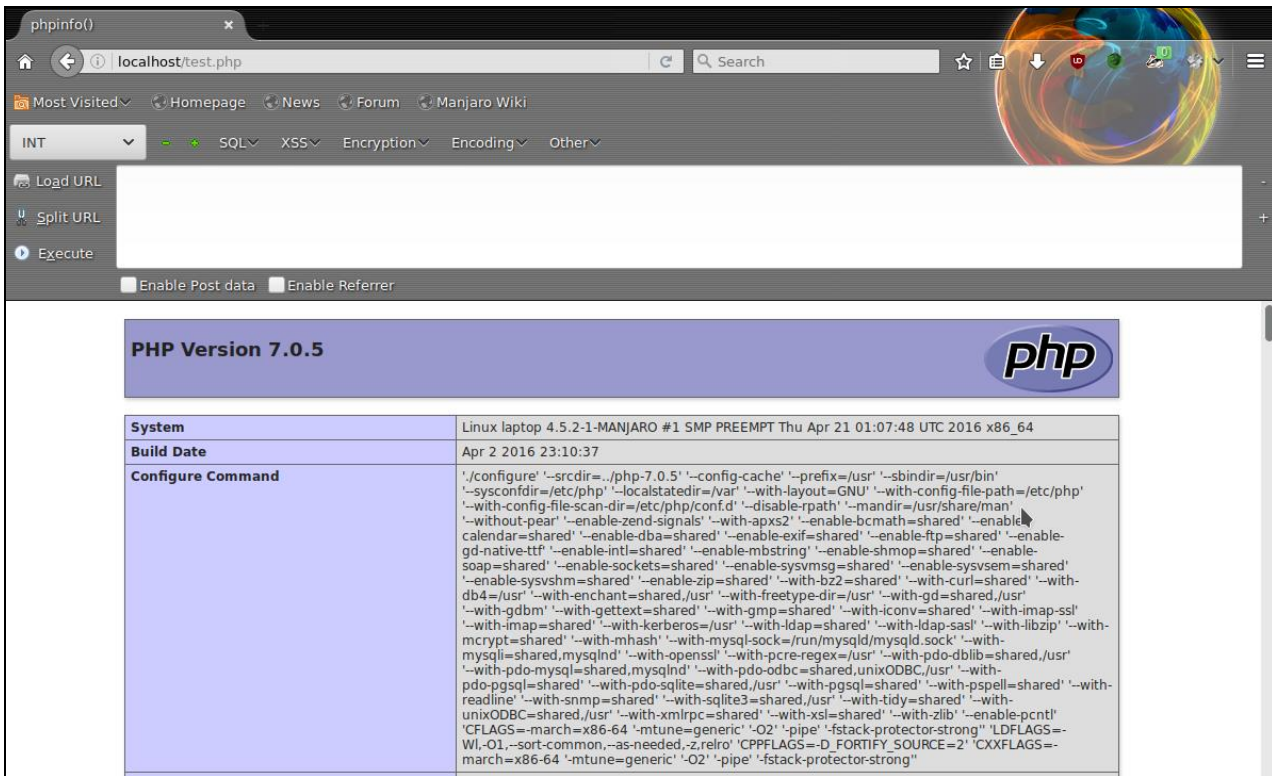 phpinfo()
localhost/test.php
Search
0
Most Visited Homepage News Forum Manjaro Wiki
INT SQL XSS Encryption Encoding Other
Load URL
Split URL
Execute
Enable Post data Enable Referrer
PHP Version 7.0.5
php
System Linux laptop 4.5.2-1-MANJARO #1 SMP PREEMPT Thu Apr 21 01:07:48 UTC 2016 x86_64
Build Date Apr 2 2016 23:10:37
Configure Command './configure' '--srcdir=../php-7.0.5' '--config-cache' '--prefix=/usr' '--sbindir=/usr/bin'
'--sysconfdir=/etc/php' '--localstatedir=/var' '--with-layout=GNU' '--with-config-file-path=/etc/php'
'--with-config-file-scan-dir=/etc/php/conf.d' '--disable-rpath' '--mandir=/usr/share/man'
'--without-pear' '--enable-zend-signals' '--with-apxs2' '--enable-bcmath=shared' '--enable-
calendar=shared' '--enable-dba=shared' '--enable-exif=shared' '--enable-ftp=shared' '--enable-
gd-native-ttf' '--enable-intl=shared' '--enable-mbstring' '--enable-shmop=shared' '--enable-
soap=shared' '--enable-sockets=shared' '--enable-sysvmsg=shared' '--enable-sysvsem=shared'
'--enable-sysvshm=shared' '--enable-zip=shared' '--with-bz2=shared' '--with-curl=shared' '--with-
db4=/usr' '--with-enchant=shared,/usr' '--with-freetype-dir=/usr' '--with-gd=shared,/usr'
'--with-gdbm' '--with-gettext=shared' '--with-gmp=shared' '--with-iconv=shared' '--with-imap-ssl'
'--with-imap=shared' '--with-kerberos=/usr' '--with-ldap=shared' '--with-ldap-sasl' '--with-libzip' '--with-
mcrypt=shared' '--with-mhash' '--with-mysql-sock=/run/mysqld/mysqld.sock' '--with-
mysqli=shared,mysqlnd' '--with-openssl' '--with-pcre-regex=/usr' '--with-pdo-dblib=shared,/usr'
'--with-pdo-mysql=shared,mysqlnd' '--with-pdo-odbc=shared,unixODBC,/usr' '--with-
pdo-pgsql=shared' '--with-pdo-sqlite=shared,/usr' '--with-pgsql=shared' '--with-pspell=shared' '--with-
readline' '--with-snmp=shared' '--with-sqlite3=shared,/usr' '--with-tidy=shared' '--with-
unixODBC=shared,/usr' '--with-xmlrpc=shared' '--with-xsl=shared' '--with-zlib' '--enable-pcntl'
'CFLAGS=-march=x86-64 '-mtune=generic' '-O2' '-pipe' '-fstack-protector-strong'' 'LDFLAGS=-
Wl,-O1,--sort-common,--as-needed,-z,relro' 'CPPFLAGS=-D_FORTIFY_SOURCE=2' 'CXXFLAGS=-
march=x86-64 '-mtune=generic' '-O2' '-pipe' '-fstack-protector-strong''